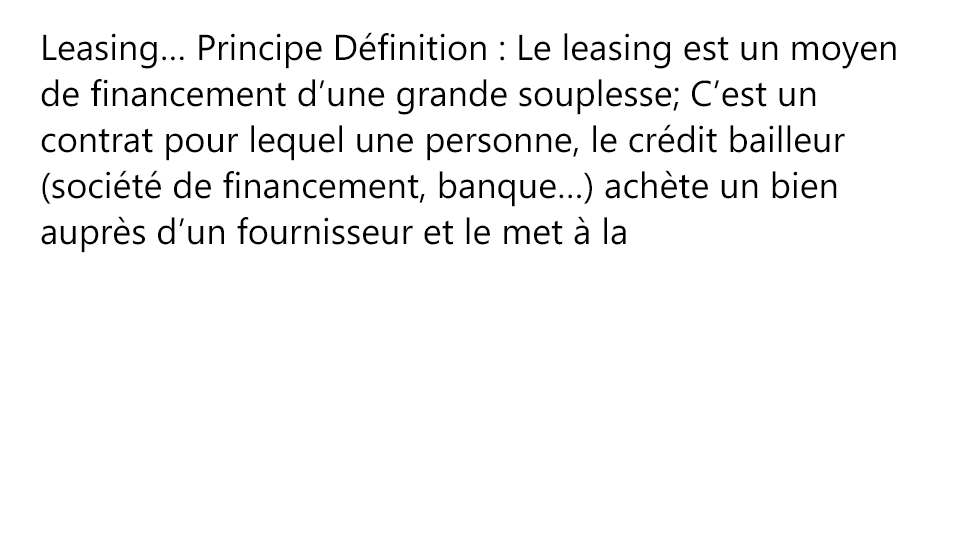 Leasing… Principe Définition : Le leasing est un moyen
de financement d’une grande souplesse; C’est un
contrat pour lequel une personne, le crédit bailleur
(société de financement, banque…) achète un bien
auprès d’un fournisseur et le met à la